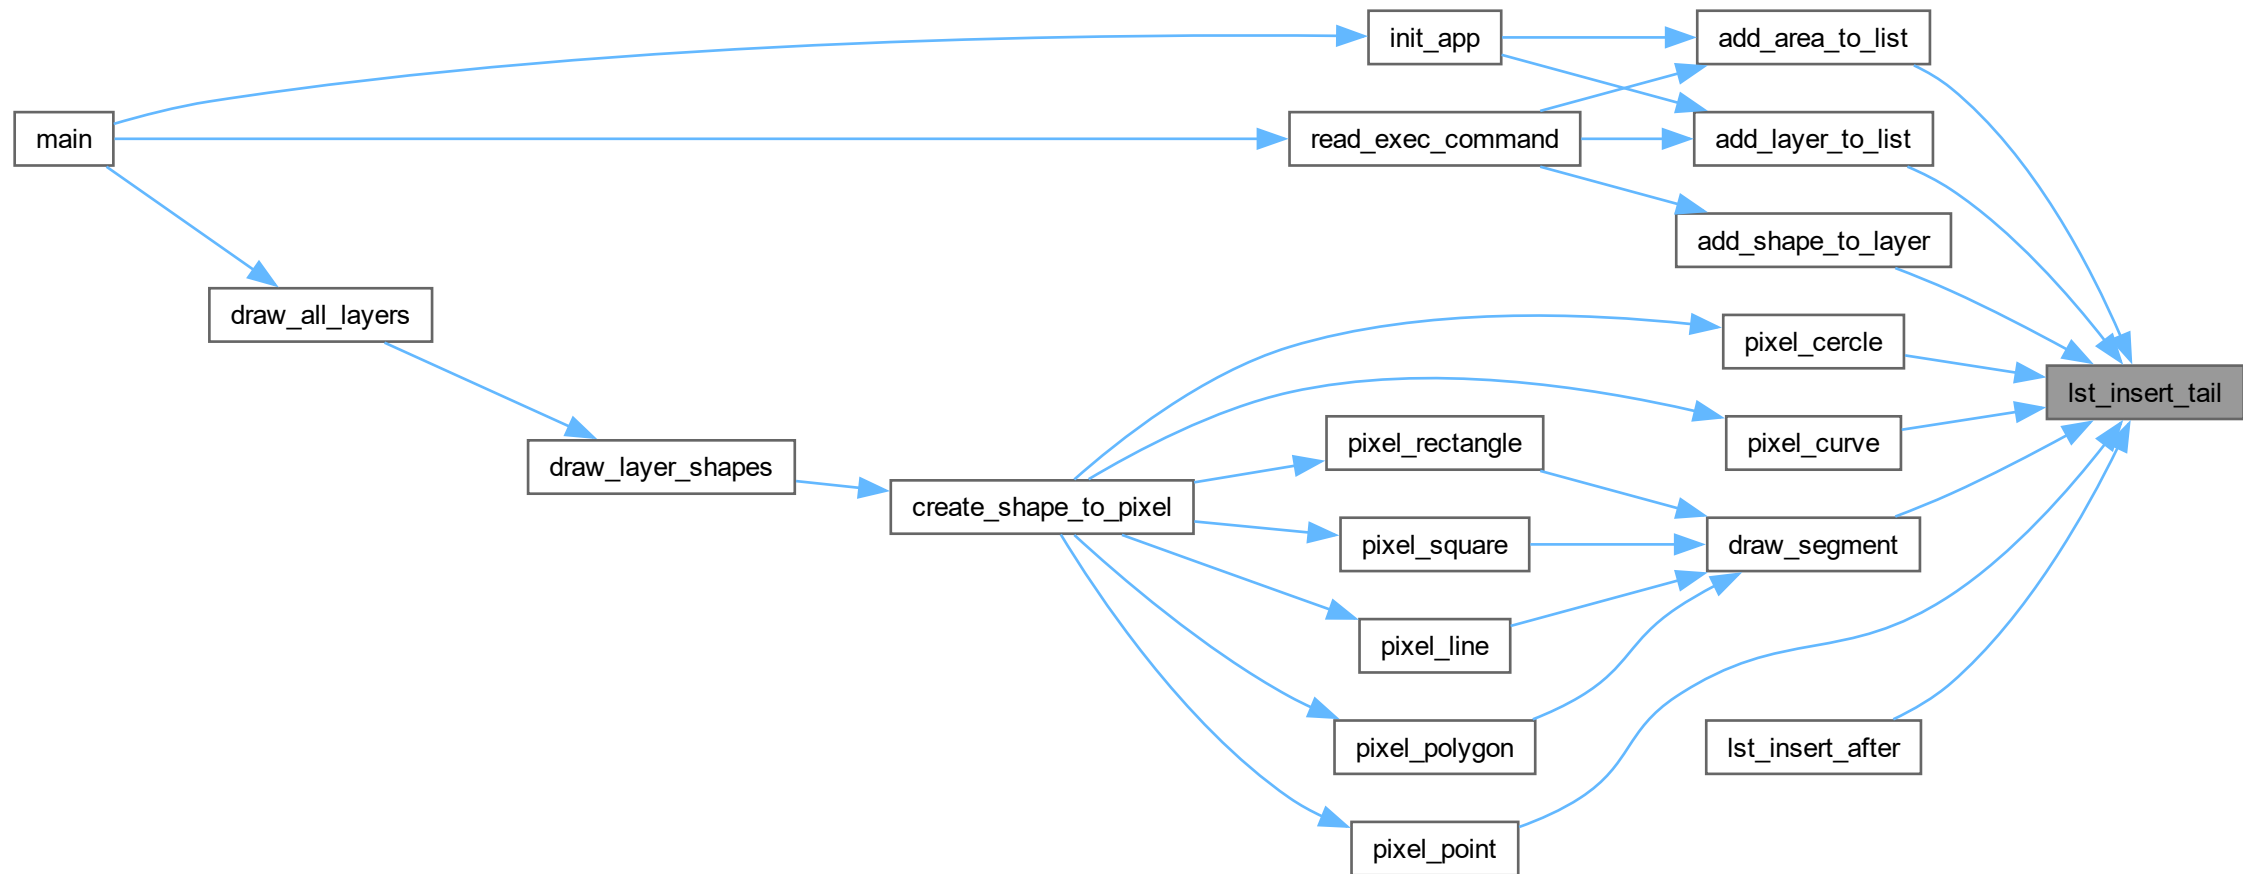 init_app
add_area_to_list
main
read_exec_command
add_layer_to_list
add_shape_to_layer
draw_all_layers
pixel_cercle
lst_insert_tail
pixel_rectangle
pixel_curve
draw_layer_shapes
create_shape_to_pixel
pixel_square
draw_segment
pixel_line
pixel_polygon
lst_insert_after
pixel_point